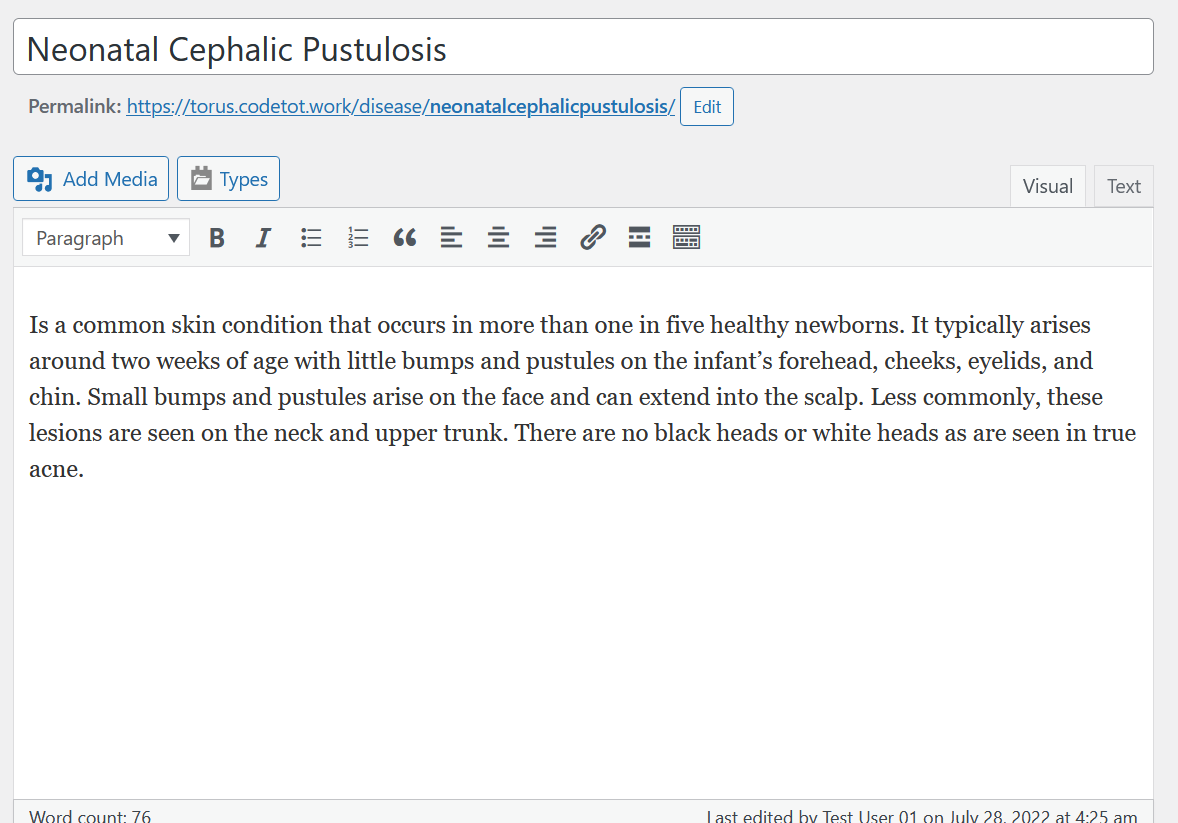 Neonatal Cephalic Pustulosis
Permalink: https://torus.codetot.work/disease/neonatalcephalicpustulosis/ Edit
Add Media Types Visual Text
Paragraph B I
Is a common skin condition that occurs in more than one in five healthy newborns. It typically arises
around two weeks of age with little bumps and pustules on the infant’s forehead, cheeks, eyelids, and
chin. Small bumps and pustules arise on the face and can extend into the scalp. Less commonly, these
lesions are seen on the neck and upper trunk. There are no black heads or white heads as are seen in true
acne.
Word count: 76 Last edited by Test User 01 on July 28, 2022 at 4:25 am